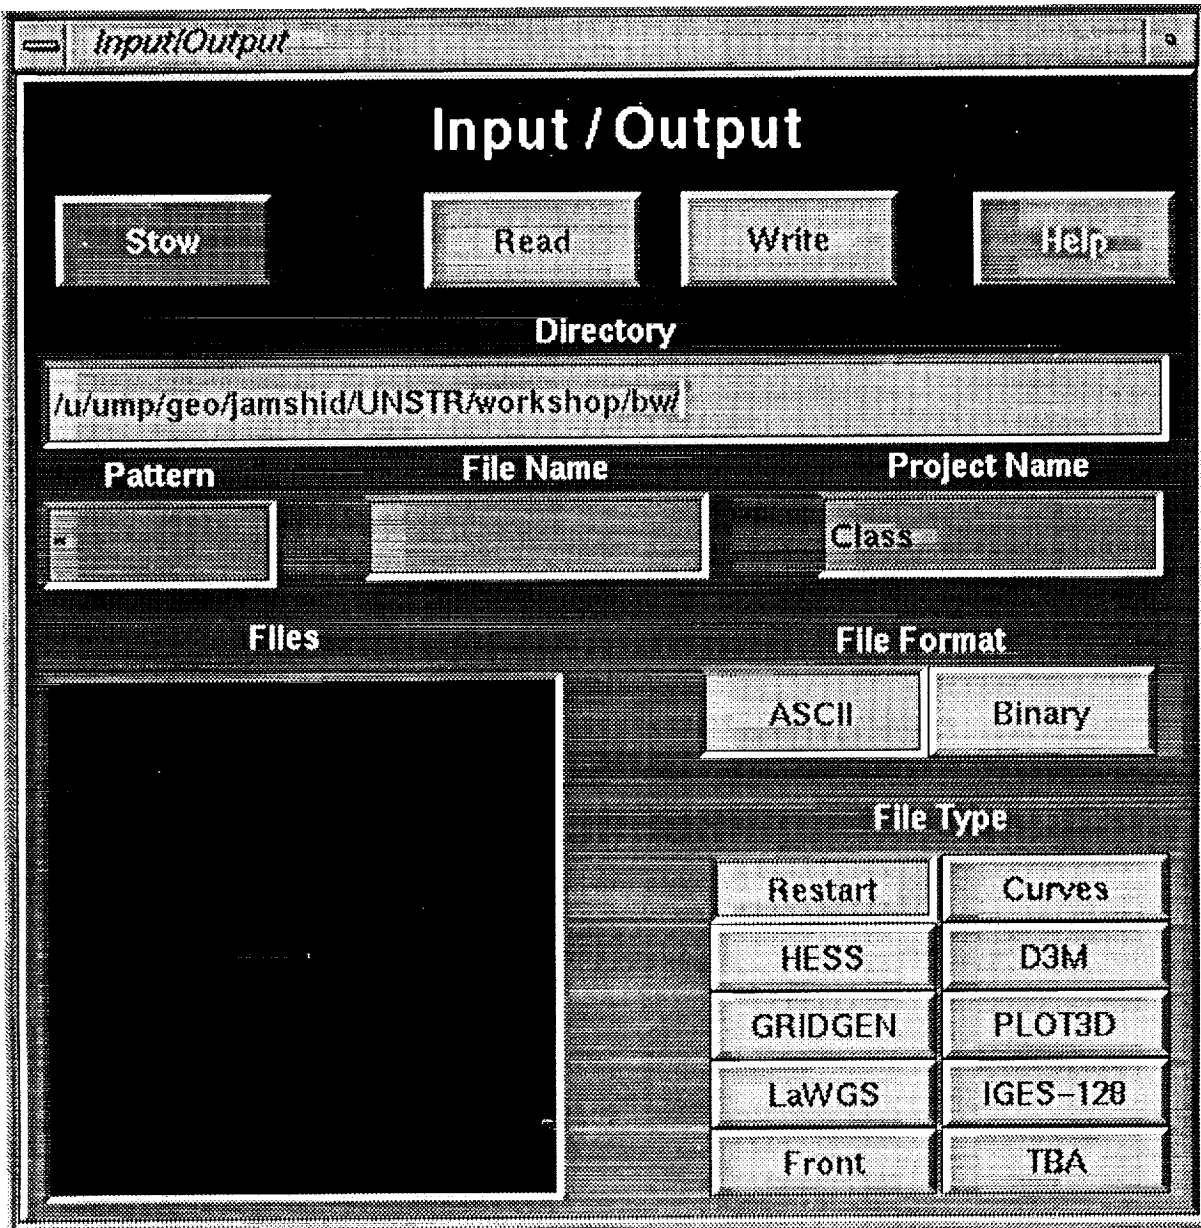 Input/Output
Input / Output
Stow Read Write Help
Directory
/u/ump/geo/jamshid/UNSTR/workshop/bw/
Pattern File Name Project Name
* Class
Files File Format
ASCII Binary
File Type
Restart Curves
HESS D3M
GRIDGEN PLOT3D
LaWGS IGES-128
Front TBA